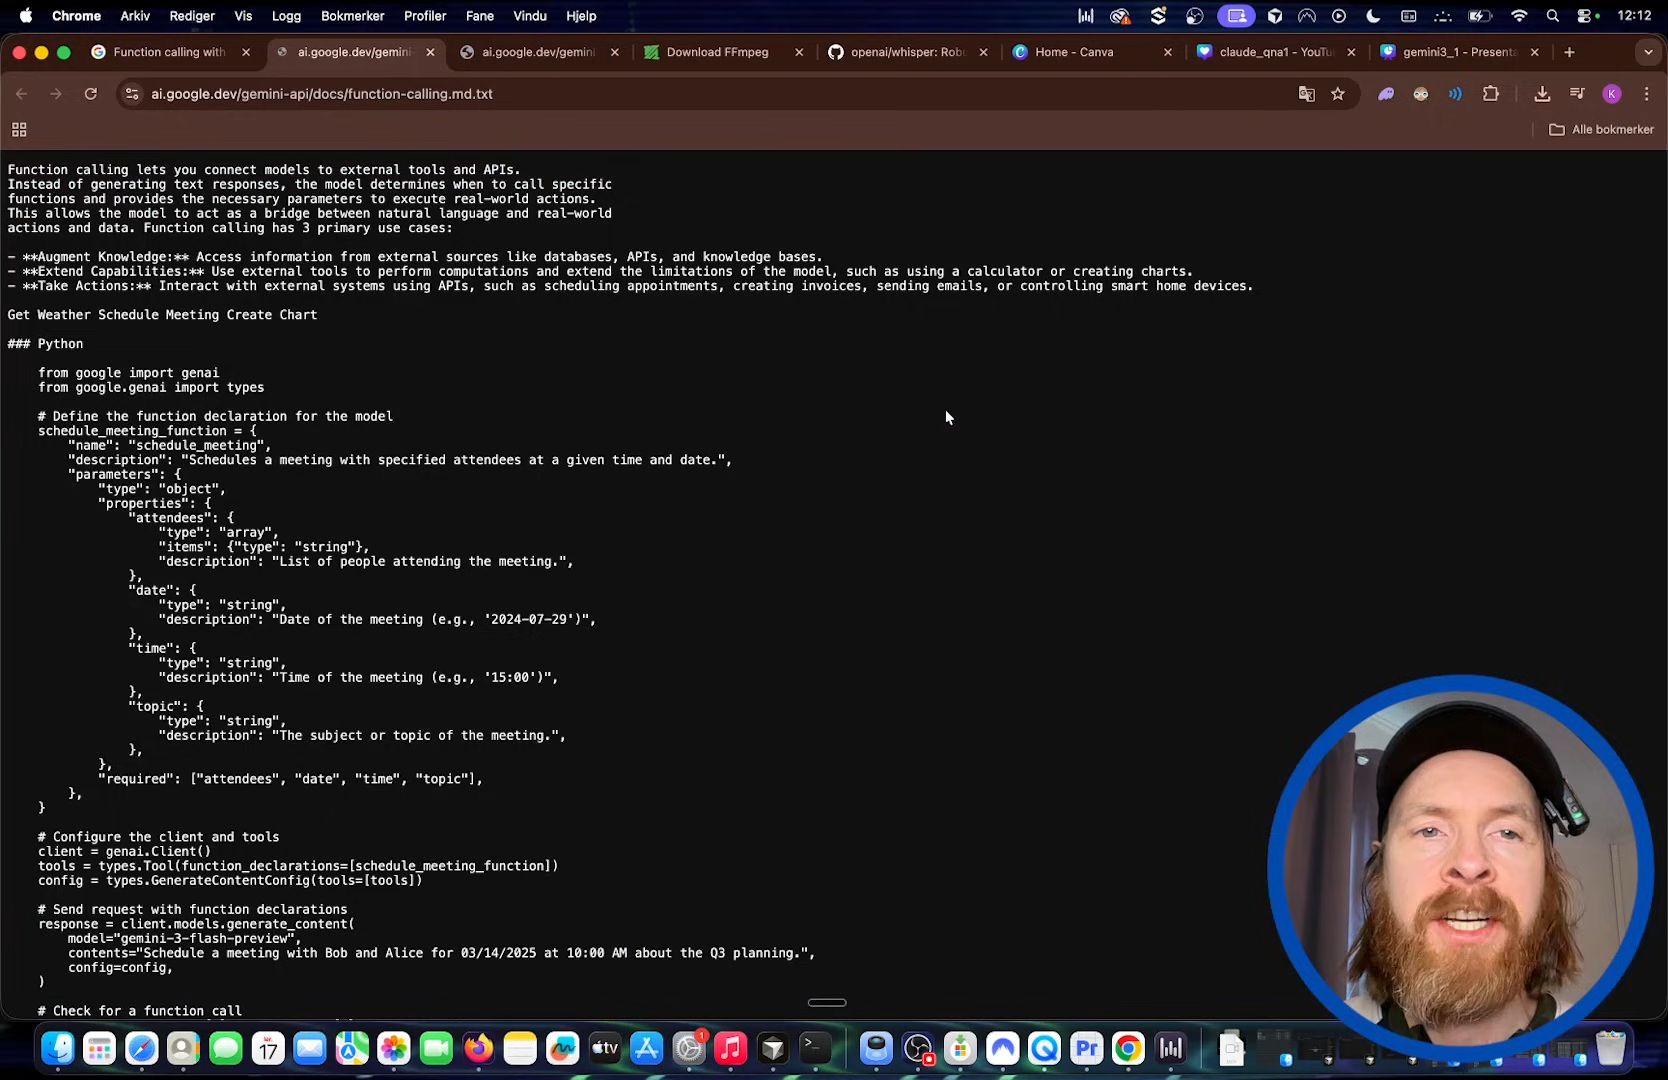 Chrome Arkiv Rediger Vis Logg Bokmerker Profiler Fane Vindu Hjelp 12:12
Function calling with
ai.google.dev/gemini-
ai.google.dev/gemini
Download FFmpeg
openai/whisper: Rob
Home - Canva
claude_qna1 - YouTu
gemini3_1 - Presenta
ai.google.dev/gemini-api/docs/function-calling.md.txt
K
Alle bokmerker
Function calling lets you connect models to external tools and APIs.
Instead of generating text responses, the model determines when to call specific
functions and provides the necessary parameters to execute real-world actions.
This allows the model to act as a bridge between natural language and real-world
actions and data. Function calling has 3 primary use cases:
- **Augment Knowledge:** Access information from external sources like databases, APIs, and knowledge bases.
- **Extend Capabilities:** Use external tools to perform computations and extend the limitations of the model, such as using a calculator or creating charts.
- **Take Actions:** Interact with external systems using APIs, such as scheduling appointments, creating invoices, sending emails, or controlling smart home devices.
Get Weather Schedule Meeting Create Chart
### Python
from google import genai
from google.genai import types
# Define the function declaration for the model
schedule_meeting_function = {
"name": "schedule_meeting",
"description": "Schedules a meeting with specified attendees at a given time and date.",
"parameters": {
"type": "object",
"properties": {
"attendees": {
"type": "array",
"items": {"type": "string"},
"description": "List of people attending the meeting.",
},
"date": {
"type": "string",
"description": "Date of the meeting (e.g., '2024-07-29')",
},
"time": {
"type": "string",
"description": "Time of the meeting (e.g., '15:00')",
},
"topic": {
"type": "string",
"description": "The subject or topic of the meeting.",
},
},
"required": ["attendees", "date", "time", "topic"],
},
}
# Configure the client and tools
client = genai.Client()
tools = types.Tool(function_declarations=[schedule_meeting_function])
config = types.GenerateContentConfig(tools=[tools])
# Send request with function declarations
response = client.models.generate_content(
model="gemini-3-flash-preview",
contents="Schedule a meeting with Bob and Alice for 03/14/2025 at 10:00 AM about the Q3 planning.",
config=config,
)
# Check for a function call
17
tv
1
Pr